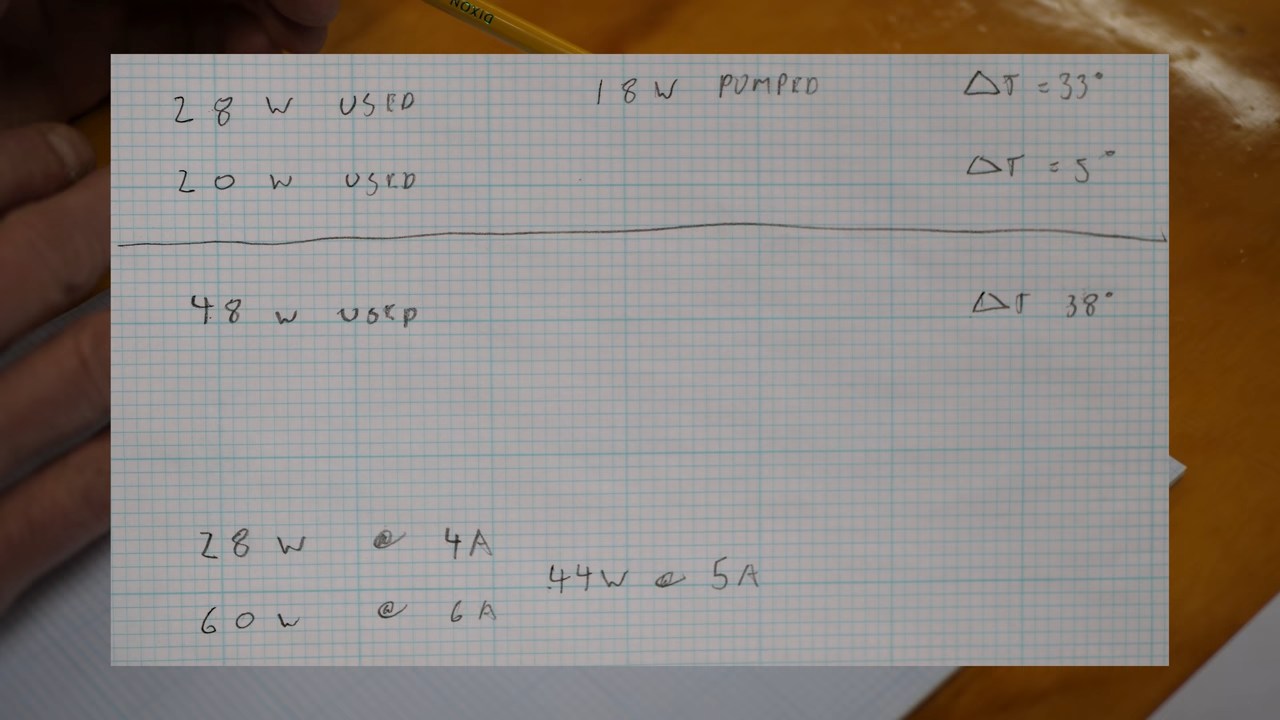 DIXON
28 W USED 18W PUMPED ΔT = 33°
20 W USED ΔT = 5°
48 W USED ΔT 38°
28 W @ 4A
44W @ 5A
60 W @ 6A